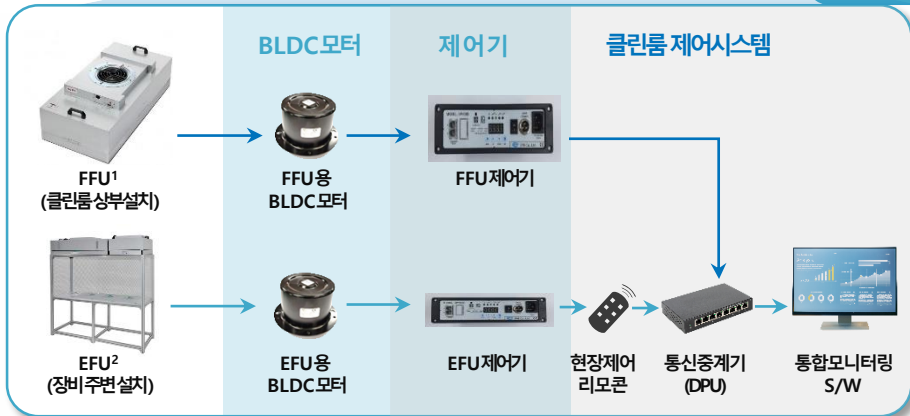 BLDC모터
제어기
클린룸 제어시스템
FFU¹
(클린룸상부설치)
FFU용
BLDC모터
FFU제어기
EFU²
(장비주변설치)
EFU용
BLDC모터
EFU제어기
현장제어
리모콘
통신중계기
(DPU)
통합모니터링
S/W